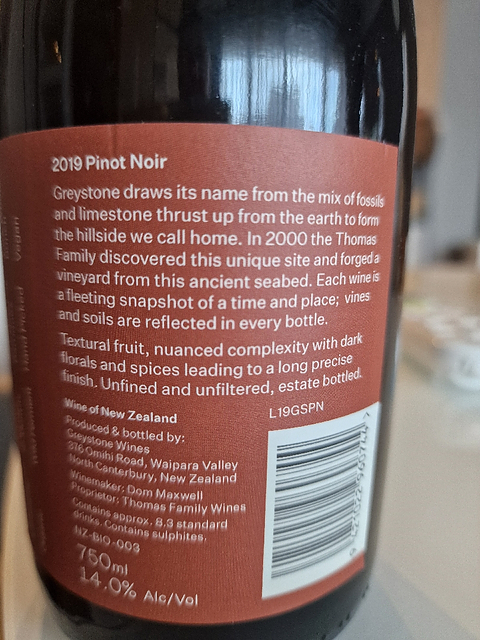 2019 Pinot Noir
Greystone draws its name from the mix of fossils
and limestone thrust up from the earth to form
the hillside we call home. In 2000 the Thomas
Family discovered this unique site and forged a
vineyard from this ancient seabed. Each wine is
a fleeting snapshot of a time and place; vines
and soils are reflected in every bottle.
Textural fruit, nuanced complexity with dark
florals and spices leading to a long precise
finish. Unfined and unfiltered, estate bottled.
Wine of New Zealand
Produced & bottled by:
Greystone Wines
376 Omihi Road, Waipara Valley
North Canterbury, New Zealand
Winemaker: Dom Maxwell
Proprietor: Thomas Family Wines
Contains approx. 8.3 standard
drinks. Contains sulphites.
NZ-BIO-003
750ml
14.0% Alc/Vol
L19GSPN